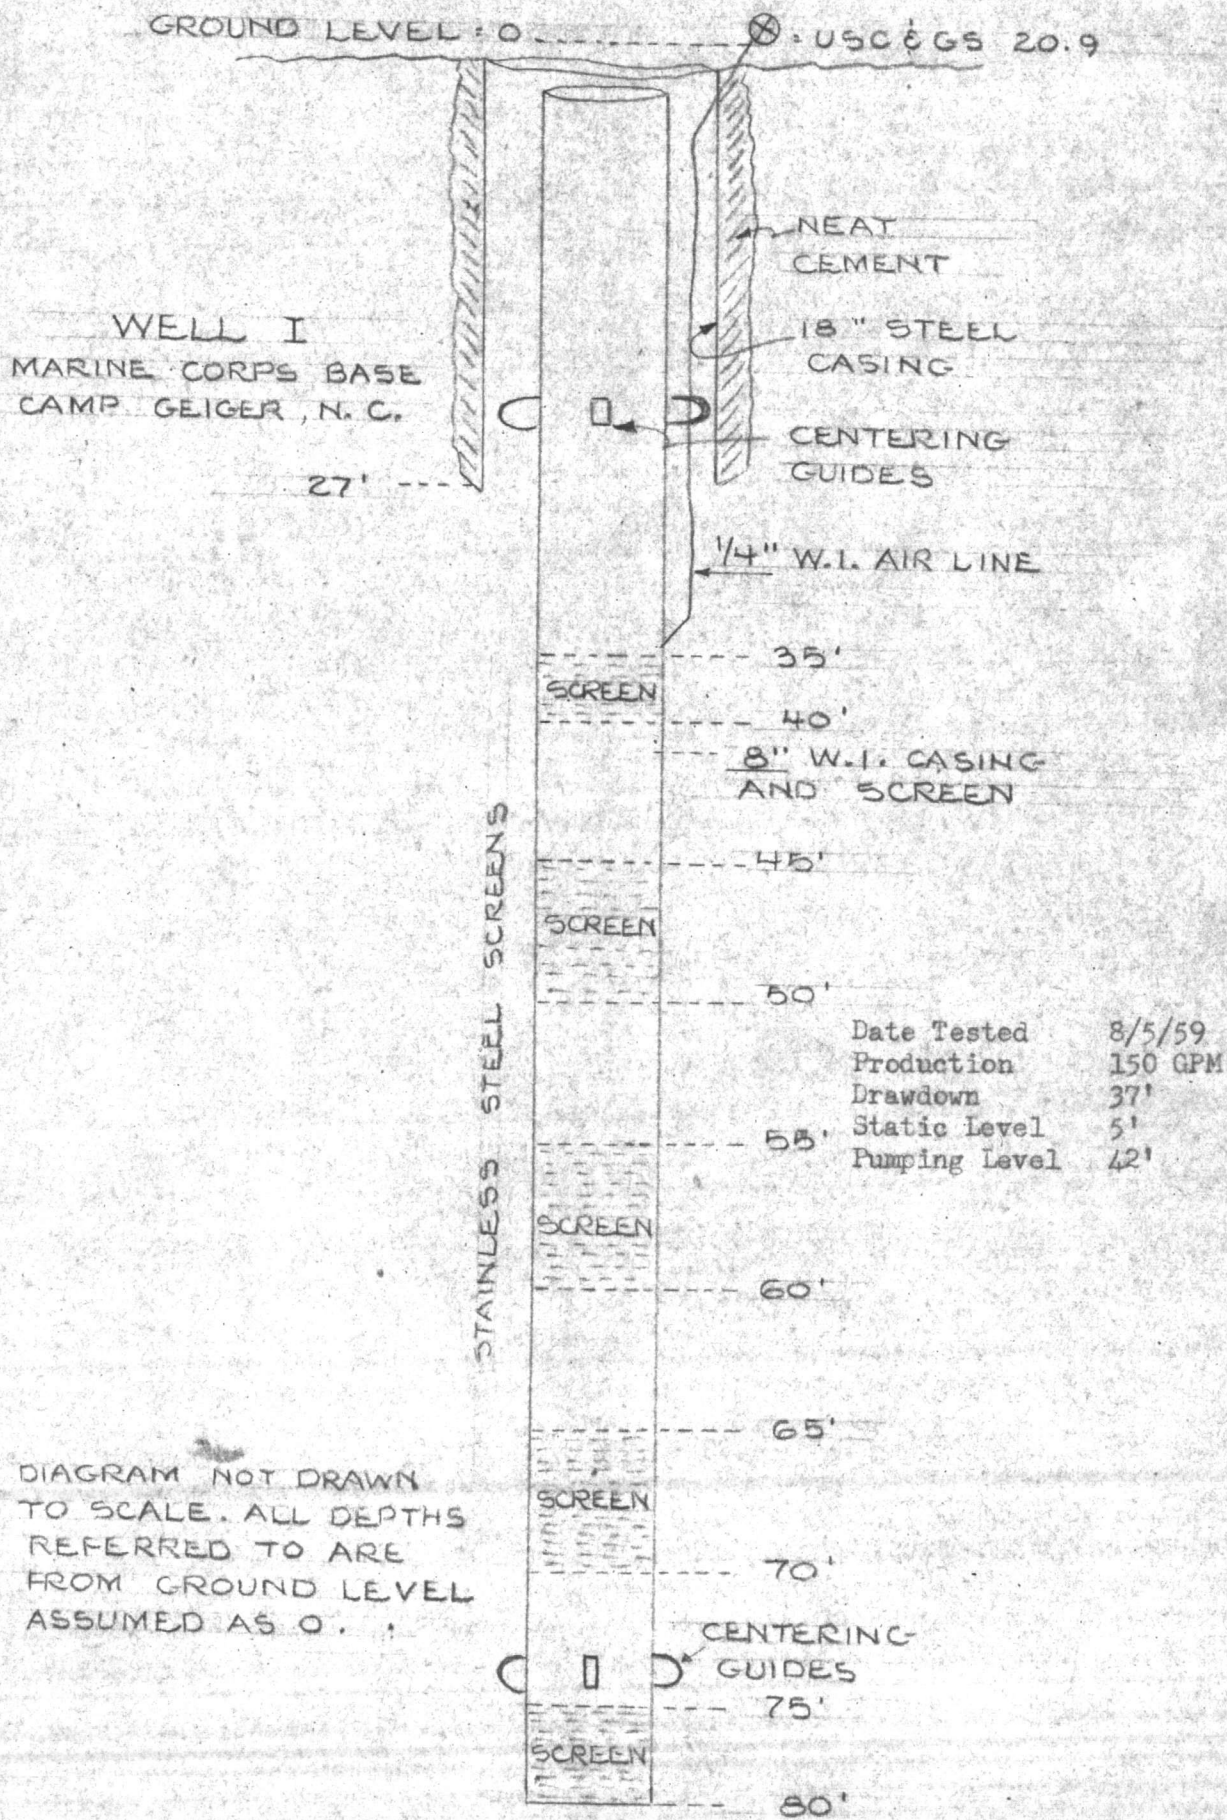 GROUND LEVEL : 0 ⊗ : USC & GS 20.9
NEAT
CEMENT
18" STEEL
CASING
WELL I
MARINE CORPS BASE
CAMP GEIGER, N. C.
CENTERING
GUIDES
27'
1/4" W.I. AIR LINE
35'
SCREEN
40'
8" W.I. CASING
AND SCREEN
STAINLESS STEEL SCREENS
45'
SCREEN
50'
Date Tested 8/5/59
Production 150 GPM
Drawdown 37'
Static Level 5'
Pumping Level 42'
55'
SCREEN
60'
65'
SCREEN
70'
DIAGRAM NOT DRAWN
TO SCALE. ALL DEPTHS
REFERRED TO ARE
FROM GROUND LEVEL
ASSUMED AS 0.
CENTERING
GUIDES
75'
SCREEN
80'